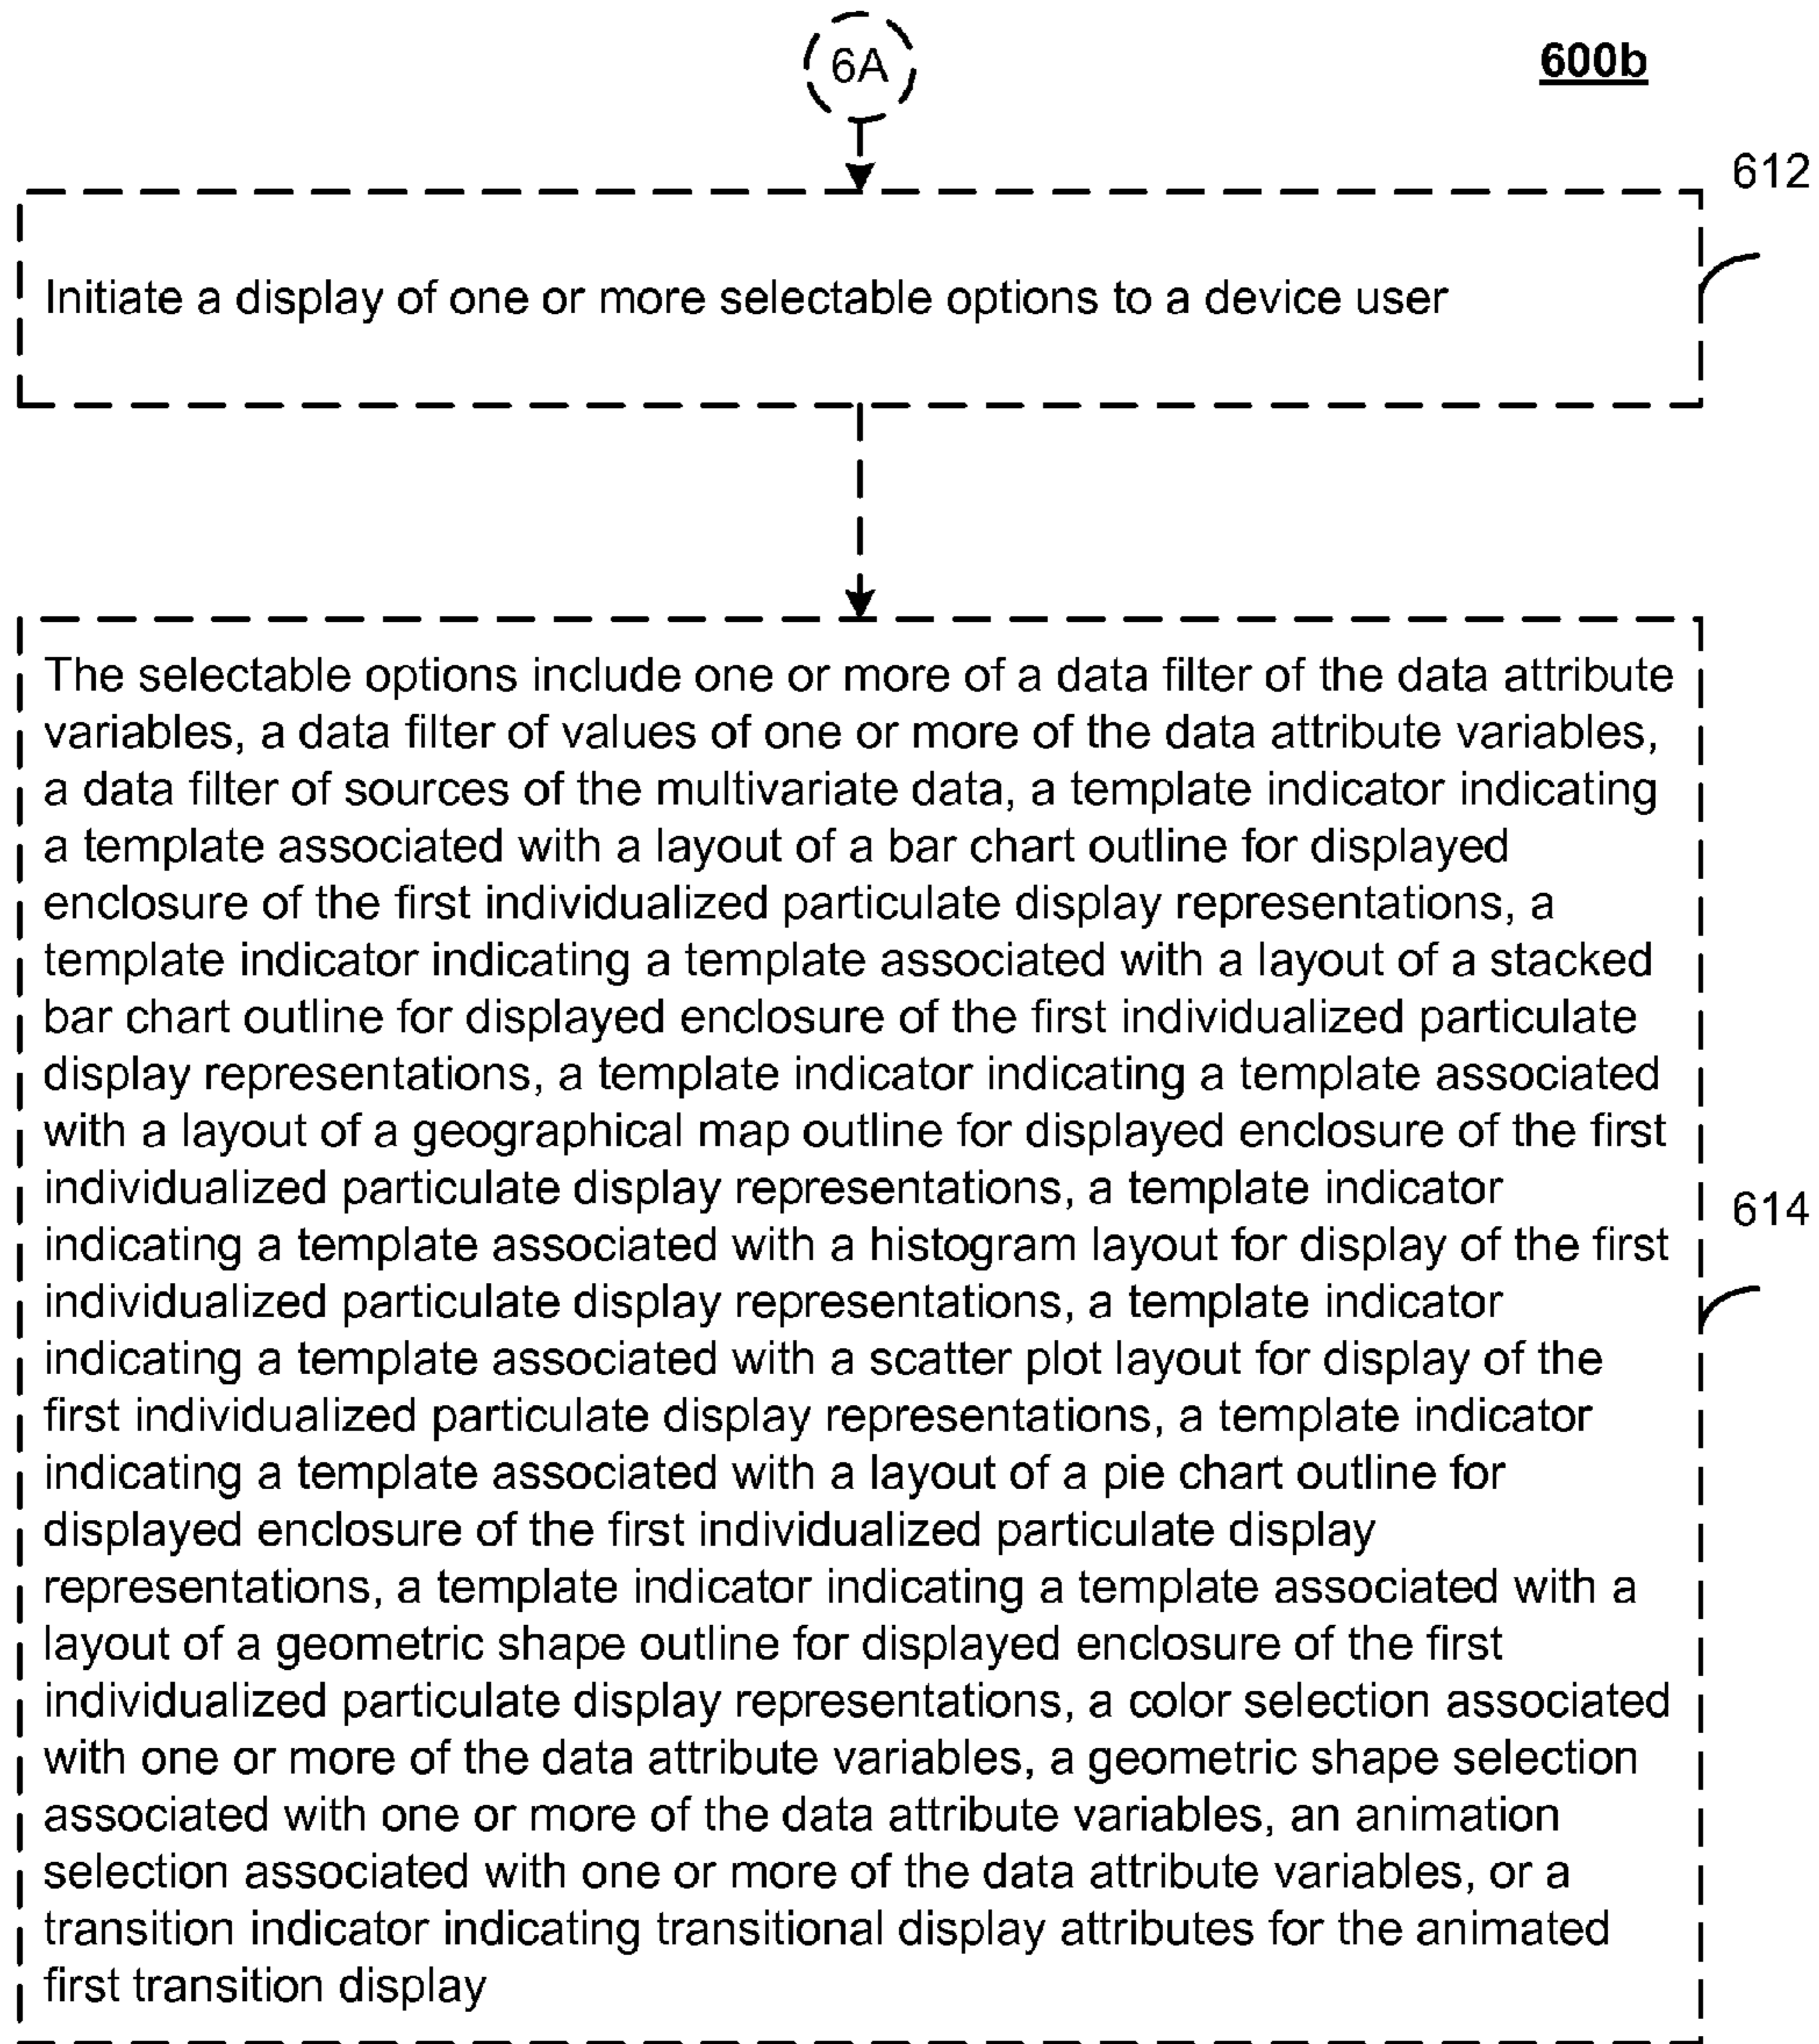 6A
600b
612
Initiate a display of one or more selectable options to a device user
The selectable options include one or more of a data filter of the data attribute
variables, a data filter of values of one or more of the data attribute variables,
a data filter of sources of the multivariate data, a template indicator indicating
a template associated with a layout of a bar chart outline for displayed
enclosure of the first individualized particulate display representations, a
template indicator indicating a template associated with a layout of a stacked
bar chart outline for displayed enclosure of the first individualized particulate
display representations, a template indicator indicating a template associated
with a layout of a geographical map outline for displayed enclosure of the first
individualized particulate display representations, a template indicator
indicating a template associated with a histogram layout for display of the first
individualized particulate display representations, a template indicator
indicating a template associated with a scatter plot layout for display of the
first individualized particulate display representations, a template indicator
indicating a template associated with a layout of a pie chart outline for
displayed enclosure of the first individualized particulate display
representations, a template indicator indicating a template associated with a
layout of a geometric shape outline for displayed enclosure of the first
individualized particulate display representations, a color selection associated
with one or more of the data attribute variables, a geometric shape selection
associated with one or more of the data attribute variables, an animation
selection associated with one or more of the data attribute variables, or a
transition indicator indicating transitional display attributes for the animated
first transition display
614